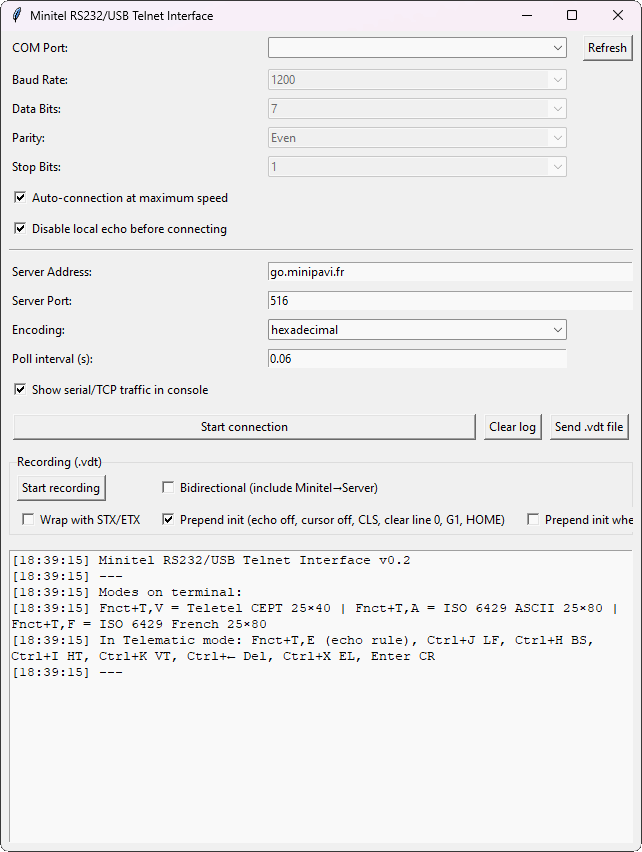 Minitel RS232/USB Telnet Interface
COM Port:
Refresh
Baud Rate:
1200
Data Bits:
7
Parity:
Even
Stop Bits:
1
Auto-connection at maximum speed
Disable local echo before connecting
Server Address:
go.minipavi.fr
Server Port:
516
Encoding:
hexadecimal
Poll interval (s):
0.06
Show serial/TCP traffic in console
Start connection
Clear log
Send .vdt file
Recording (.vdt)
Start recording
Bidirectional (include Minitel→Server)
Wrap with STX/ETX
Prepend init (echo off, cursor off, CLS, clear line 0, G1, HOME)
Prepend init whe
[18:39:15] Minitel RS232/USB Telnet Interface v0.2
[18:39:15] ---
[18:39:15] Modes on terminal:
[18:39:15] Fnct+T,V = Teletel CEPT 25×40 | Fnct+T,A = ISO 6429 ASCII 25×80 |
Fnct+T,F = ISO 6429 French 25×80
[18:39:15] In Telematic mode: Fnct+T,E (echo rule), Ctrl+J LF, Ctrl+H BS,
Ctrl+I HT, Ctrl+K VT, Ctrl+← Del, Ctrl+X EL, Enter CR
[18:39:15] ---